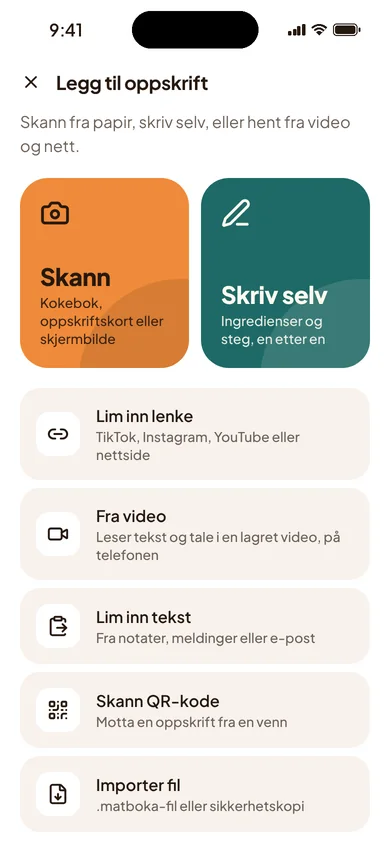 9:41
Legg til oppskrift
Skann fra papir, skriv selv, eller hent fra video
og nett.
Skann
Kokebok,
oppskriftskort eller
skjermbilde
Skriv selv
Ingredienser og
steg, en etter en
Lim inn lenke
TikTok, Instagram, YouTube eller
nettside
Fra video
Leser tekst og tale i en lagret video, på
telefonen
Lim inn tekst
Fra notater, meldinger eller e-post
Skann QR-kode
Motta en oppskrift fra en venn
Importer fil
.matboka-fil eller sikkerhetskopi